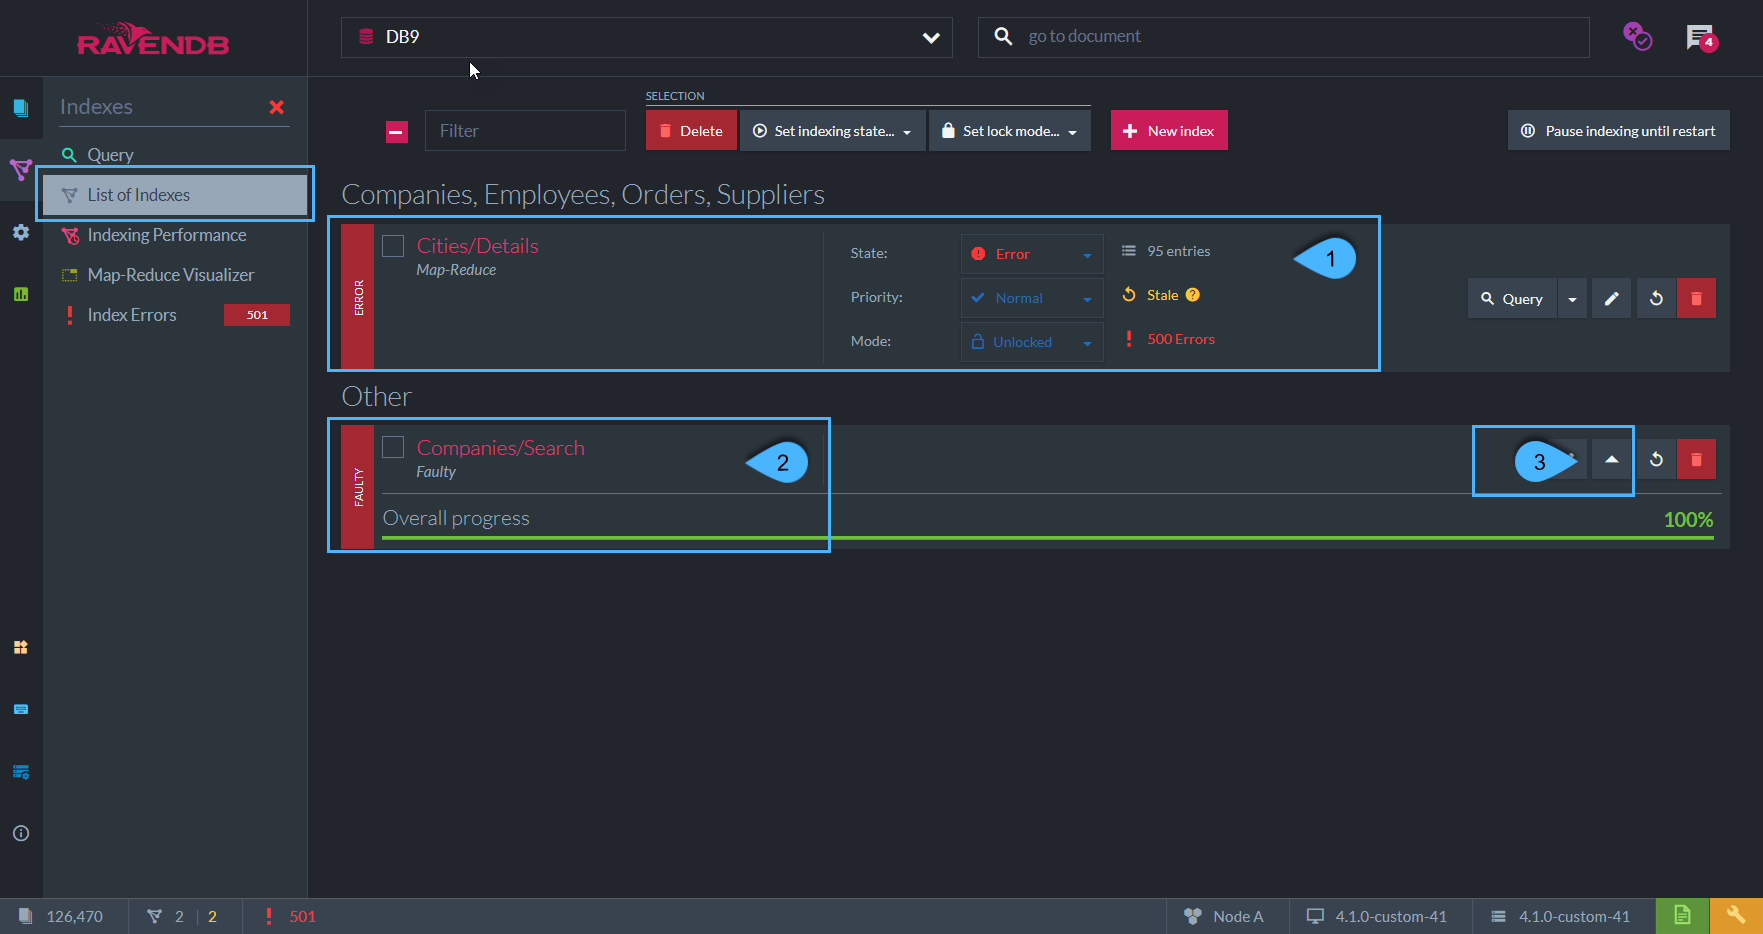 RAVENDB
DB9
go to document
4
Indexes
Query
List of Indexes
Indexing Performance
Map-Reduce Visualizer
Index Errors 501
Filter
SELECTION
Delete
Set indexing state...
Set lock mode...
New index
Pause indexing until restart
Companies, Employees, Orders, Suppliers
ERROR
Cities/Details
Map-Reduce
State: Error
Priority: Normal
Mode: Unlocked
95 entries
Stale ?
500 Errors
1
Query
Other
FAULTY
Companies/Search
Faulty
2
3
Overall progress
100%
126,470
2 | 2
501
Node A
4.1.0-custom-41
4.1.0-custom-41